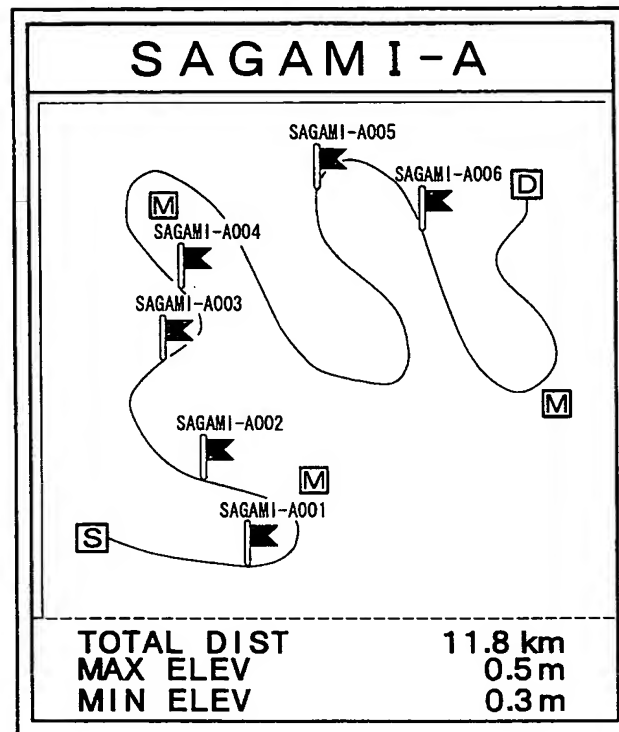 SAGAMI-A
SAGAMI-A005
SAGAMI-A006
D
M
SAGAMI-A004
SAGAMI-A003
M
SAGAMI-A002
M
SAGAMI-A001
S
TOTAL DIST 11.8 km
MAX ELEV 0.5 m
MIN ELEV 0.3 m